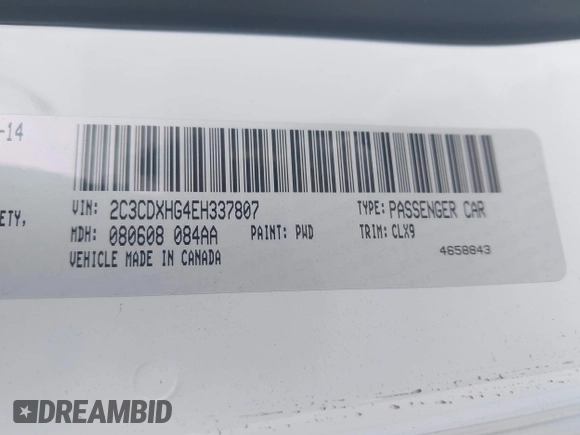 -14
ETY,
VIN: 2C3CDXHG4EH337807 TYPE: PASSENGER CAR
MDH: 080608 084AA PAINT: PWD TRIM: CLX9
VEHICLE MADE IN CANADA 4658843
DREAMBID